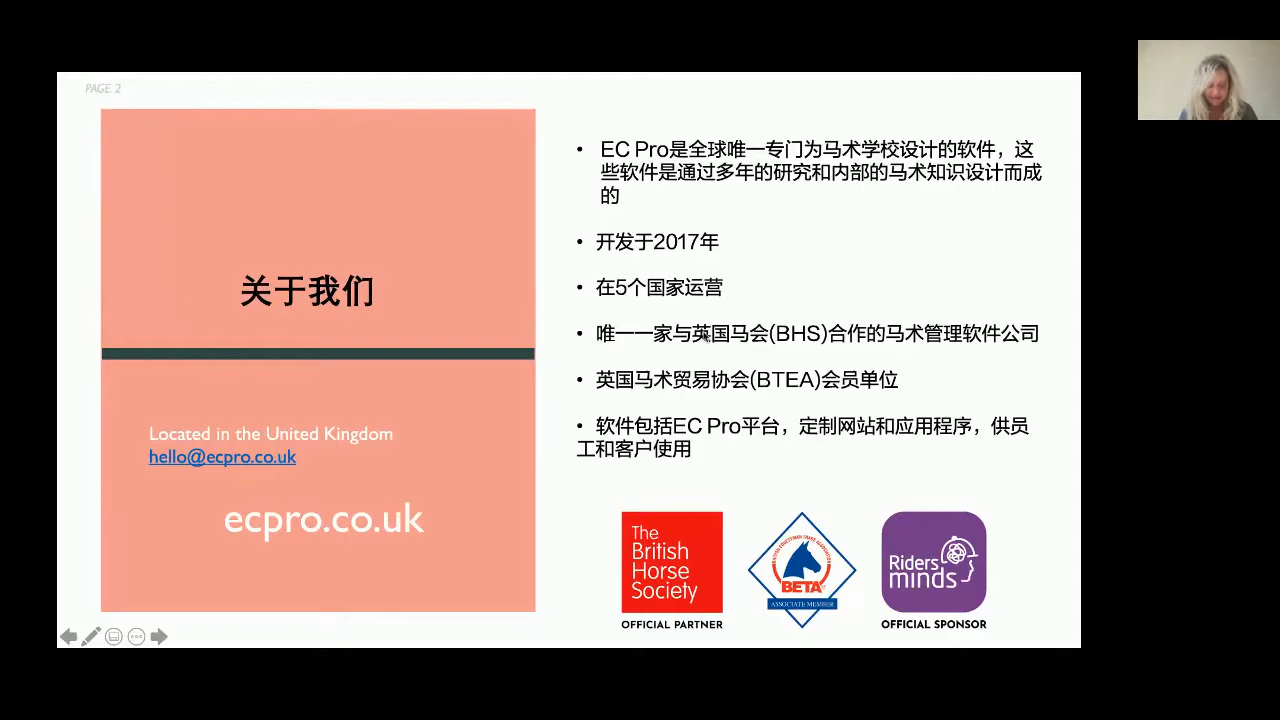 PAGE 2
关于我们
Located in the United Kingdom
hello@ecpro.co.uk
ecpro.co.uk
• EC Pro是全球唯一专门为马术学校设计的软件，这
些软件是通过多年的研究和内部的马术知识设计而成
的
• 开发于2017年
• 在5个国家运营
• 唯一一家与英国马会(BHS)合作的马术管理软件公司
• 英国马术贸易协会(BTEA)会员单位
• 软件包括EC Pro平台，定制网站和应用程序，供员
工和客户使用
The
British
Horse
Society
OFFICIAL PARTNER
BRITISH EQUESTRIAN TRADE ASSOCIATION
BETA
ASSOCIATE MEMBER
Riders
minds
OFFICIAL SPONSOR